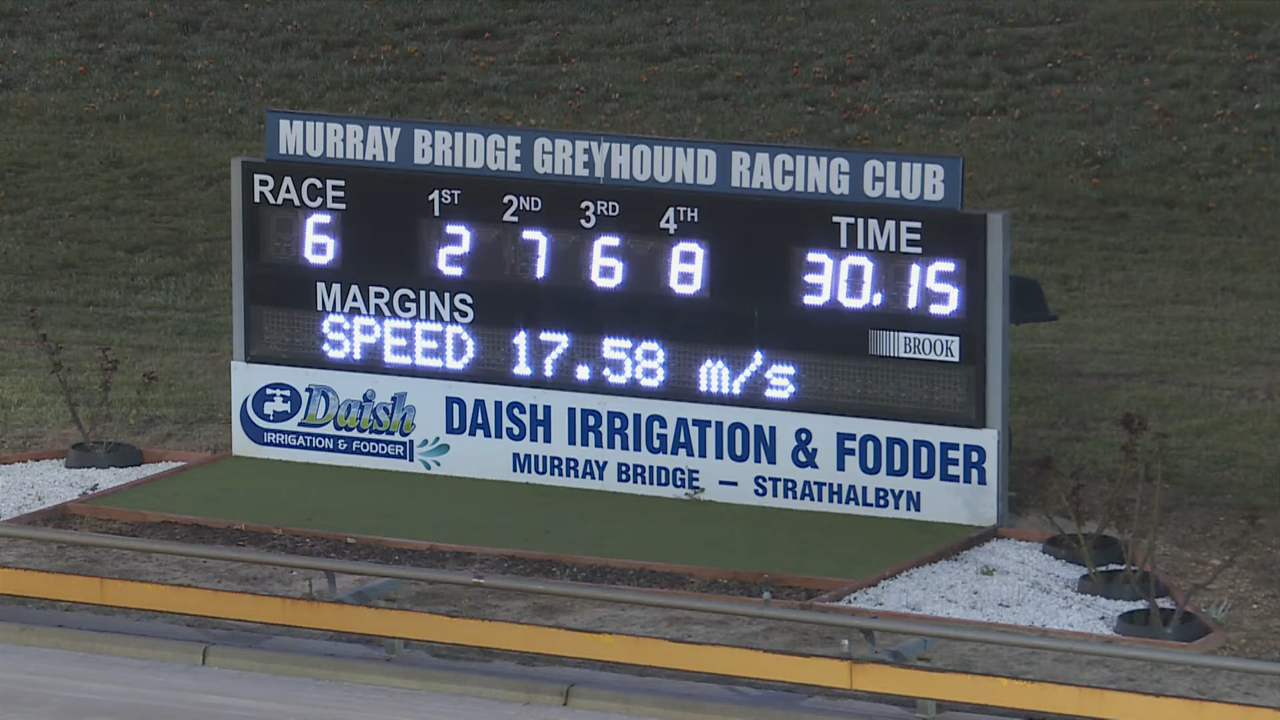 MURRAY BRIDGE GREYHOUND RACING CLUB
RACE 1ST 2ND 3RD 4TH TIME
6 2 7 6 8 30.15
MARGINS
SPEED 17.58 m/s
BROOK
Daish
IRRIGATION & FODDER
DAISH IRRIGATION & FODDER
MURRAY BRIDGE — STRATHALBYN